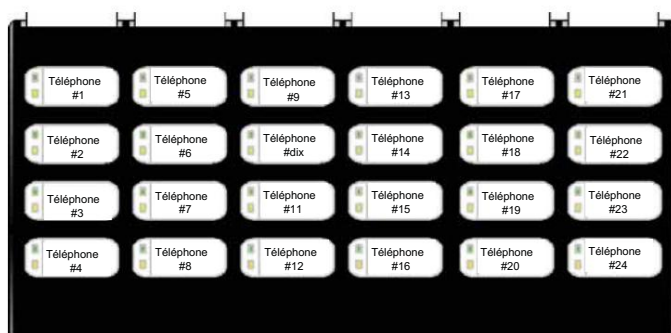 Téléphone
#1
Téléphone
#5
Téléphone
#9
Téléphone
#13
Téléphone
#17
Téléphone
#21
Téléphone
#2
Téléphone
#6
Téléphone
#dix
Téléphone
#14
Téléphone
#18
Téléphone
#22
Téléphone
#3
Téléphone
#7
Téléphone
#11
Téléphone
#15
Téléphone
#19
Téléphone
#23
Téléphone
#4
Téléphone
#8
Téléphone
#12
Téléphone
#16
Téléphone
#20
Téléphone
#24